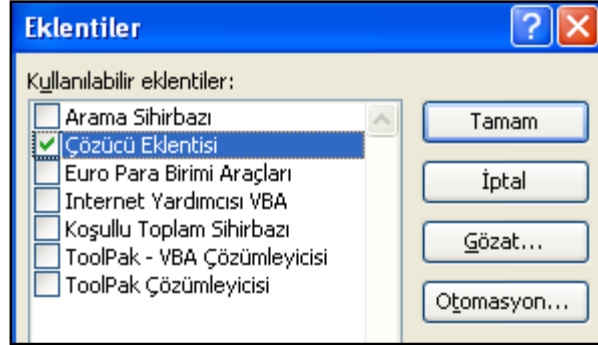 Eklentiler
Kullanılabilir eklentiler:
Arama Sihirbazı
Çözücü Eklentisi
Euro Para Birimi Araçları
Internet Yardımcısı VBA
Koşullu Toplam Sihirbazı
ToolPak - VBA Çözümleyicisi
ToolPak Çözümleyicisi
Tamam
İptal
Gözat...
Otomasyon...